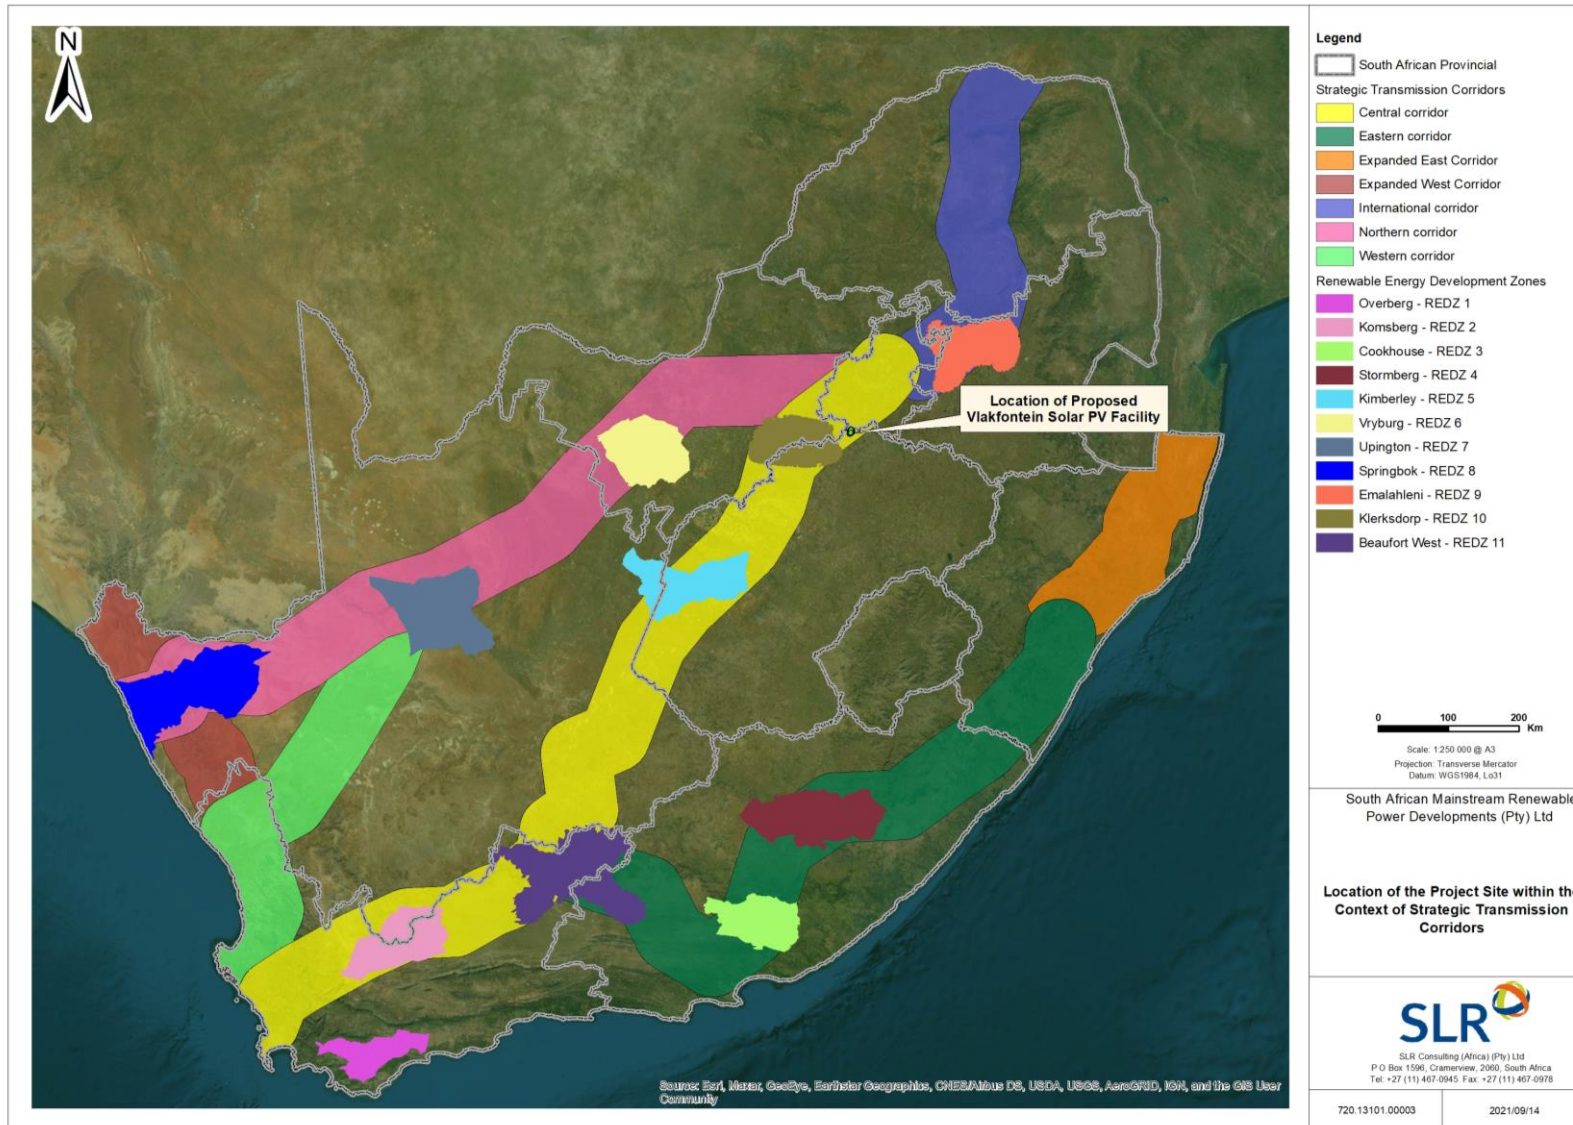 N
Location of Proposed
Vlakfontein Solar PV Facility
Source: Esri, Maxar, GeoEye, Earthstar Geographics, CNES/Airbus DS, USDA, USGS, AeroGRID, IGN, and the GIS User
Community
Legend
South African Provincial
Strategic Transmission Corridors
Central corridor
Eastern corridor
Expanded East Corridor
Expanded West Corridor
International corridor
Northern corridor
Western corridor
Renewable Energy Development Zones
Overberg - REDZ 1
Komsberg - REDZ 2
Cookhouse - REDZ 3
Stormberg - REDZ 4
Kimberley - REDZ 5
Vryburg - REDZ 6
Upington - REDZ 7
Springbok - REDZ 8
Emalahleni - REDZ 9
Klerksdorp - REDZ 10
Beaufort West - REDZ 11
0 100 200
Km
Scale: 1:250 000 @ A3
Projection: Transverse Mercator
Datum: WGS1984, Lo31
South African Mainstream Renewable
Power Developments (Pty) Ltd
Location of the Project Site within the
Context of Strategic Transmission
Corridors
SLR
SLR Consulting (Africa) (Pty) Ltd
P O Box 1596, Cramerview, 2060, South Africa
Tel: +27 (11) 467-0945 Fax: +27 (11) 467-0978
720.13101.00003
2021/09/14